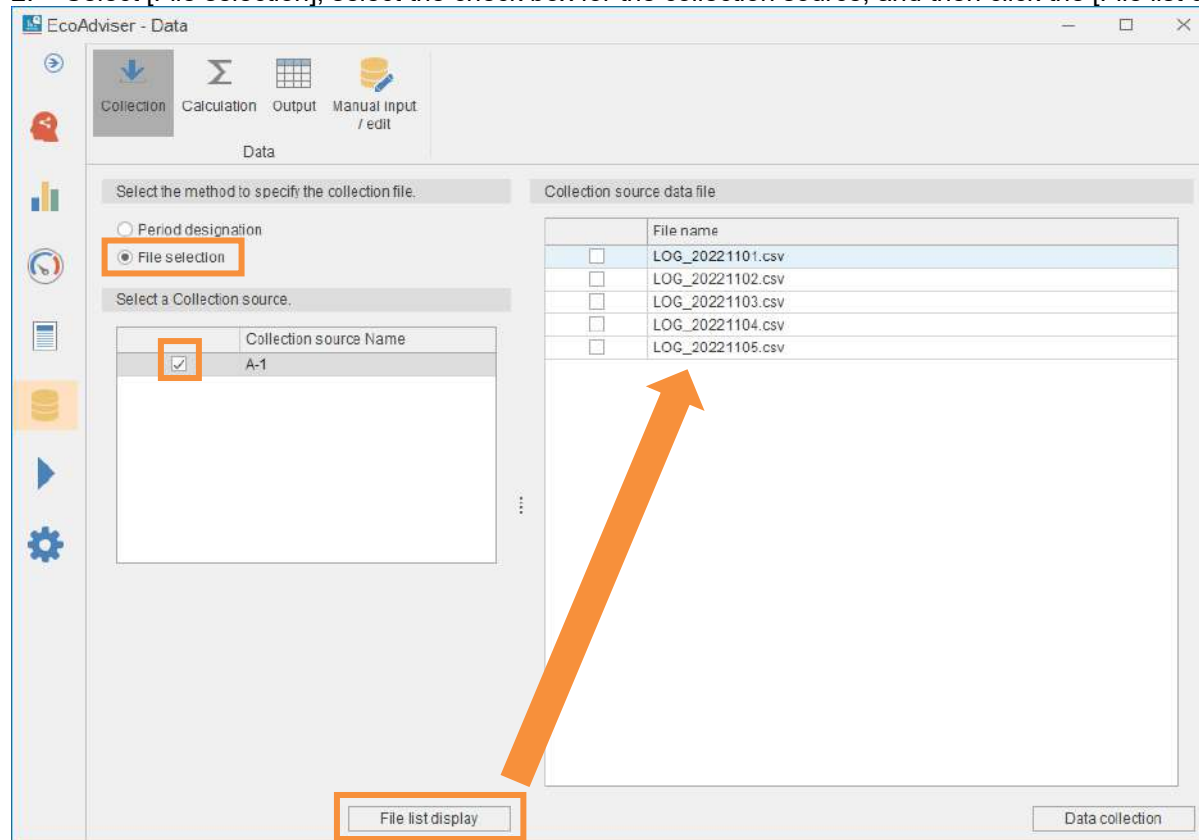 EcoAdviser - Data
Collection
Calculation
Output
Manual input
/ edit
Data
Select the method to specify the collection file.
Period designation
File selection
Select a Collection source.
Collection source Name
A-1
File list display
Collection source data file
File name
LOG_20221101.csv
LOG_20221102.csv
LOG_20221103.csv
LOG_20221104.csv
LOG_20221105.csv
Data collection